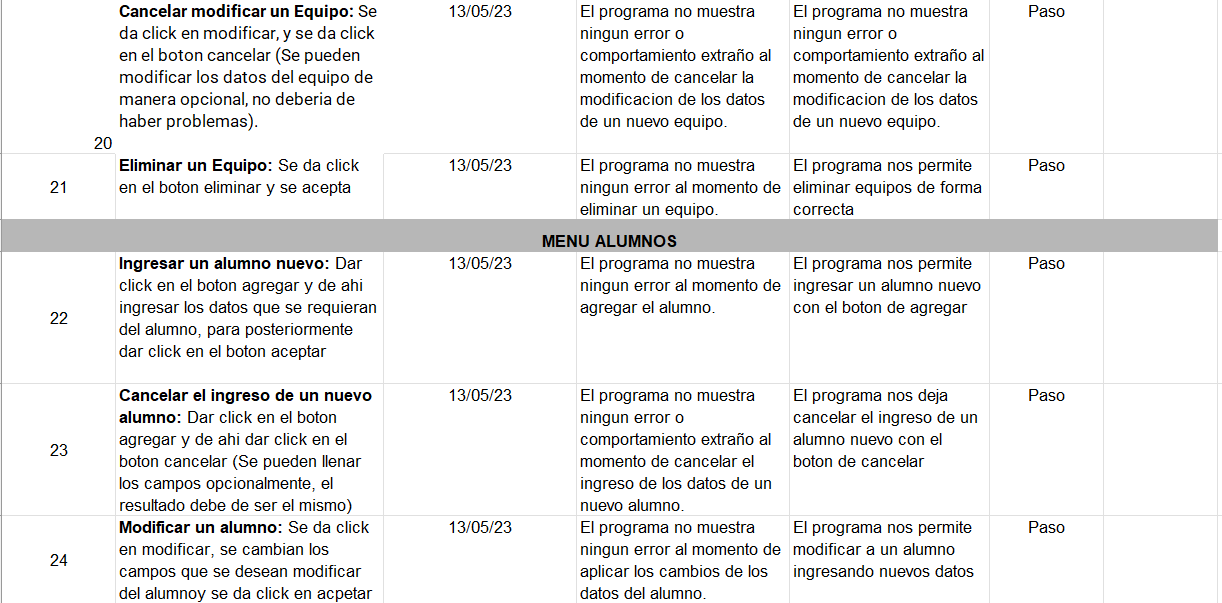 Cancelar modificar un Equipo: Se
da click en modificar, y se da click
en el boton cancelar (Se pueden
modificar los datos del equipo de
manera opcional, no deberia de
haber problemas).
20
13/05/23
El programa no muestra
ningun error o
comportamiento extraño al
momento de cancelar la
modificacion de los datos
de un nuevo equipo.
El programa no muestra
ningun error o
comportamiento extraño al
momento de cancelar la
modificacion de los datos
de un nuevo equipo.
Paso
21
Eliminar un Equipo: Se da click
en el boton eliminar y se acepta
13/05/23
El programa no muestra
ningun error al momento de
eliminar un equipo.
El programa nos permite
eliminar equipos de forma
correcta
Paso
MENU ALUMNOS
22
Ingresar un alumno nuevo: Dar
click en el boton agregar y de ahi
ingresar los datos que se requieran
del alumno, para posteriormente
dar click en el boton aceptar
13/05/23
El programa no muestra
ningun error al momento de
agregar el alumno.
El programa nos permite
ingresar un alumno nuevo
con el boton de agregar
Paso
23
Cancelar el ingreso de un nuevo
alumno: Dar click en el boton
agregar y de ahi dar click en el
boton cancelar (Se pueden llenar
los campos opcionalmente, el
resultado debe de ser el mismo)
13/05/23
El programa no muestra
ningun error o
comportamiento extraño al
momento de cancelar el
ingreso de los datos de un
nuevo alumno.
El programa nos deja
cancelar el ingreso de un
alumno nuevo con el
boton de cancelar
Paso
24
Modificar un alumno: Se da click
en modificar, se cambian los
campos que se desean modificar
del alumnoy se da click en acpetar
13/05/23
El programa no muestra
ningun error al momento de
aplicar los cambios de los
datos del alumno.
El programa nos permite
modificar a un alumno
ingresando nuevos datos
Paso